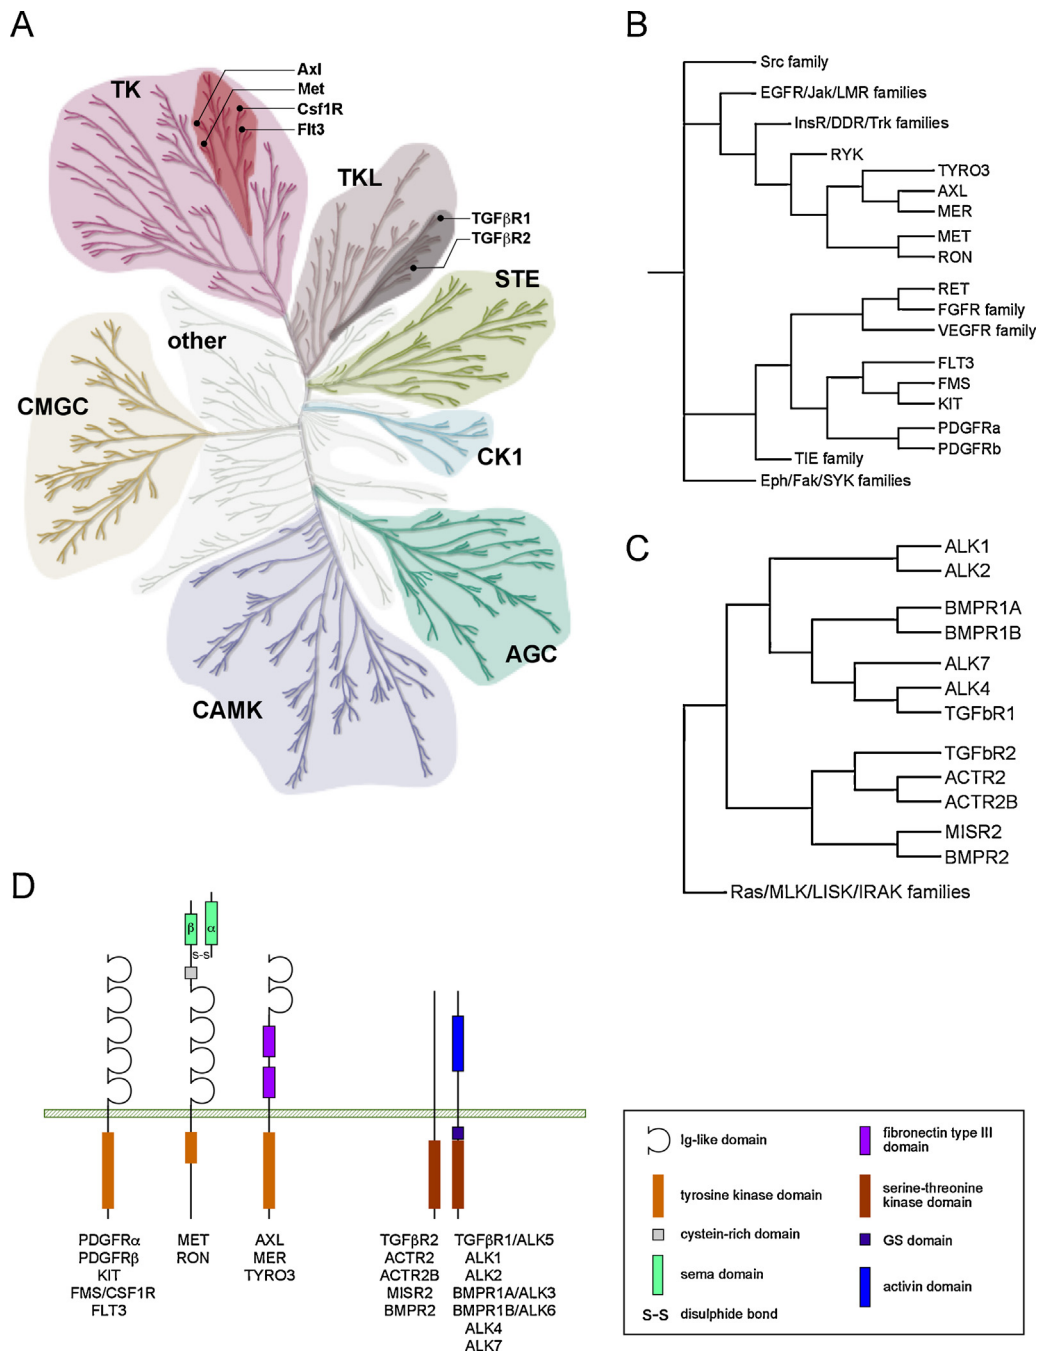 A
TK
Axl
Met
Csf1R
Flt3
TKL
TGFβR1
TGFβR2
STE
other
CMGC
CK1
AGC
CAMK
B
Src family
EGFR/Jak/LMR families
InsR/DDR/Trk families
RYK
TYRO3
AXL
MER
MET
RON
RET
FGFR family
VEGFR family
FLT3
FMS
KIT
PDGFRa
PDGFRb
TIE family
Eph/Fak/SYK families
C
ALK1
ALK2
BMPR1A
BMPR1B
ALK7
ALK4
TGFbR1
TGFbR2
ACTR2
ACTR2B
MISR2
BMPR2
Ras/MLK/LISK/IRAK families
D
β
α
s-s
PDGFRα
PDGFRβ
KIT
FMS/CSF1R
FLT3
MET
RON
AXL
MER
TYRO3
TGFβR2
ACTR2
ACTR2B
MISR2
BMPR2
TGFβR1/ALK5
ALK1
ALK2
BMPR1A/ALK3
BMPR1B/ALK6
ALK4
ALK7
Ig-like domain
tyrosine kinase domain
cystein-rich domain
sema domain
S-S disulphide bond
fibronectin type III
domain
serine-threonine
kinase domain
GS domain
activin domain